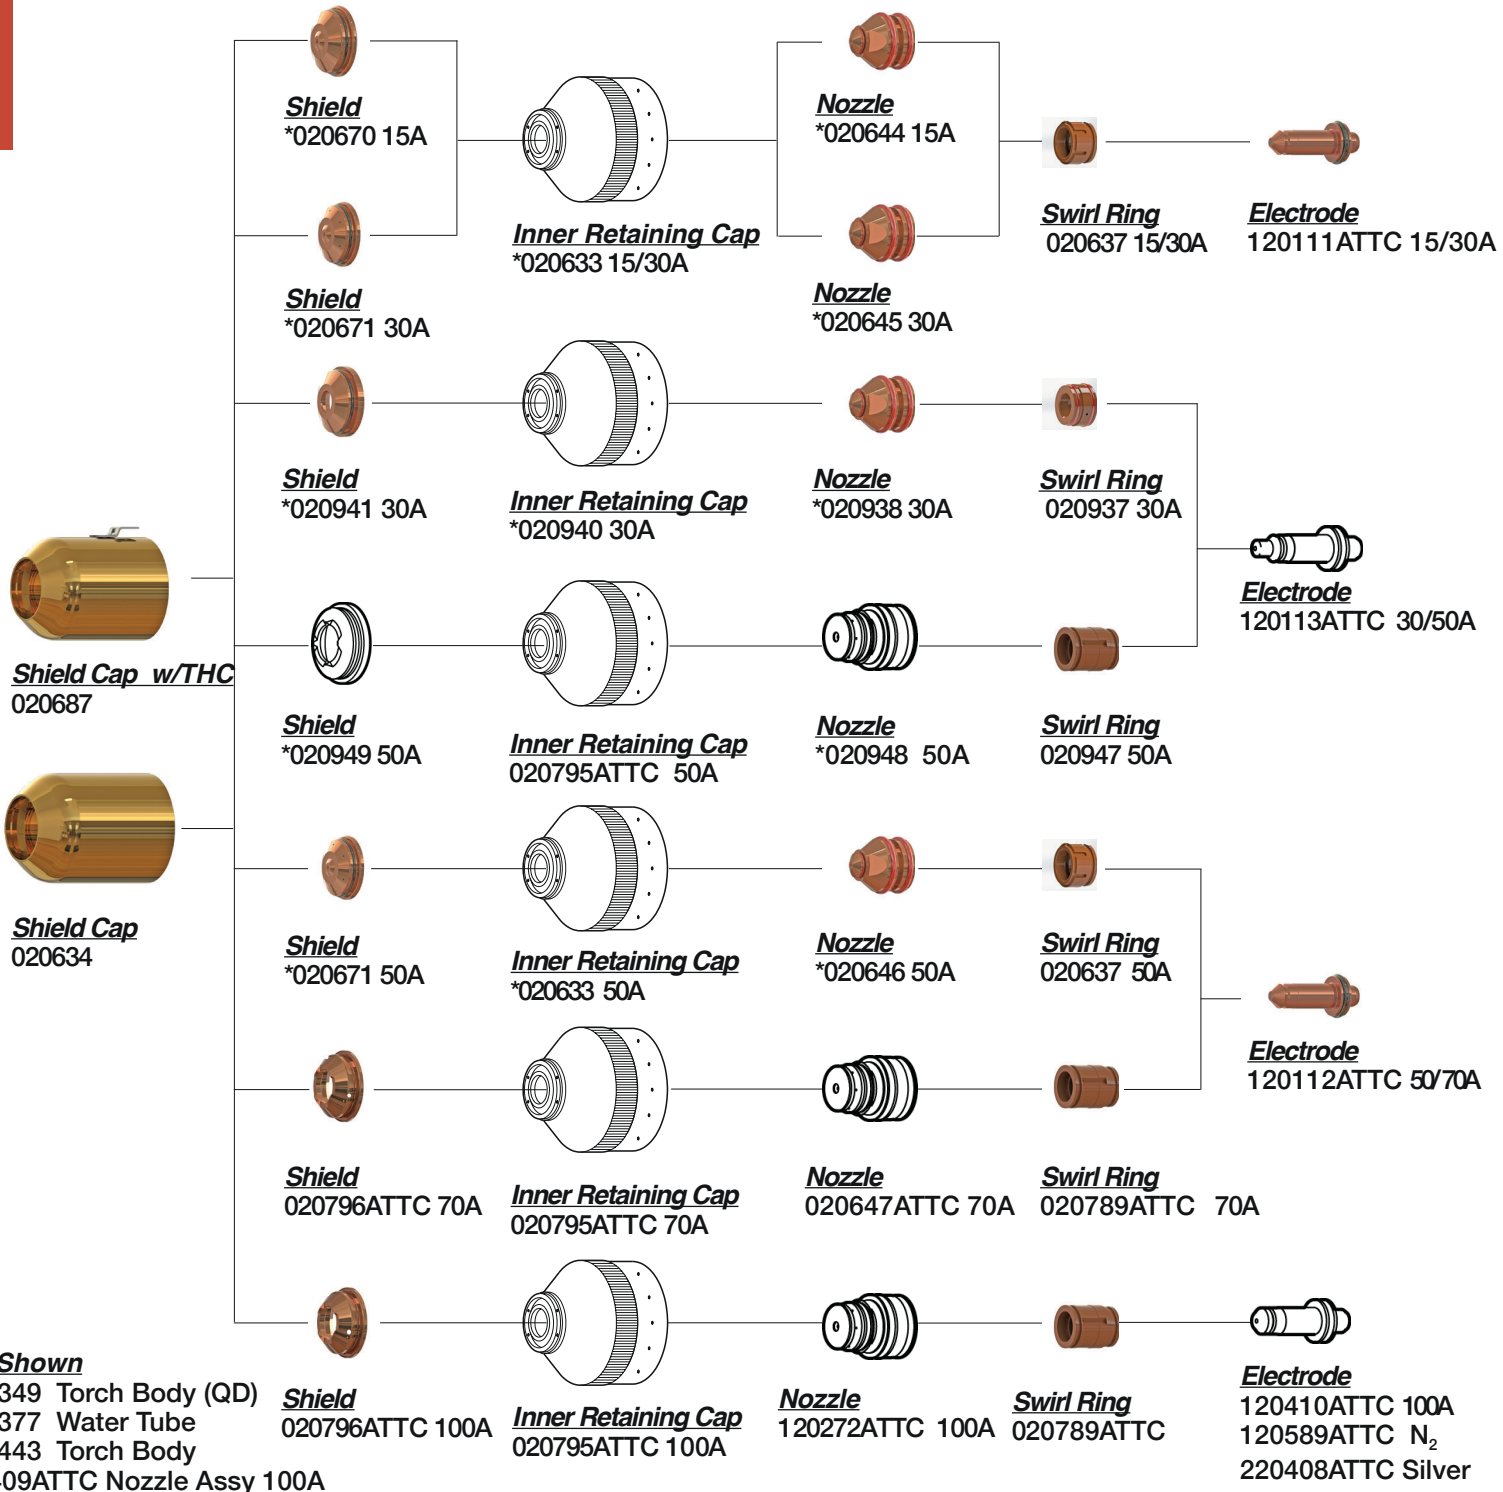 Shield
*020670 15A
Nozzle
*020644 15A
Inner Retaining Cap
*020633 15/30A
Swirl Ring
020637 15/30A
Electrode
120111ATTC 15/30A
Shield
*020671 30A
Nozzle
*020645 30A
Shield
*020941 30A
Inner Retaining Cap
*020940 30A
Nozzle
*020938 30A
Swirl Ring
020937 30A
Electrode
120113ATTC 30/50A
Shield Cap w/THC
020687
Shield
*020949 50A
Inner Retaining Cap
020795ATTC 50A
Nozzle
*020948 50A
Swirl Ring
020947 50A
Shield Cap
020634
Shield
*020671 50A
Inner Retaining Cap
*020633 50A
Nozzle
*020646 50A
Swirl Ring
020637 50A
Electrode
120112ATTC 50/70A
Shield
020796ATTC 70A
Inner Retaining Cap
020795ATTC 70A
Nozzle
020647ATTC 70A
Swirl Ring
020789ATTC 70A
Shown
349 Torch Body (QD)
377 Water Tube
443 Torch Body
409ATTC Nozzle Assy 100A
Shield
020796ATTC 100A
Inner Retaining Cap
020795ATTC 100A
Nozzle
120272ATTC 100A
Swirl Ring
020789ATTC
Electrode
120410ATTC 100A
120589ATTC N₂
220408ATTC Silver